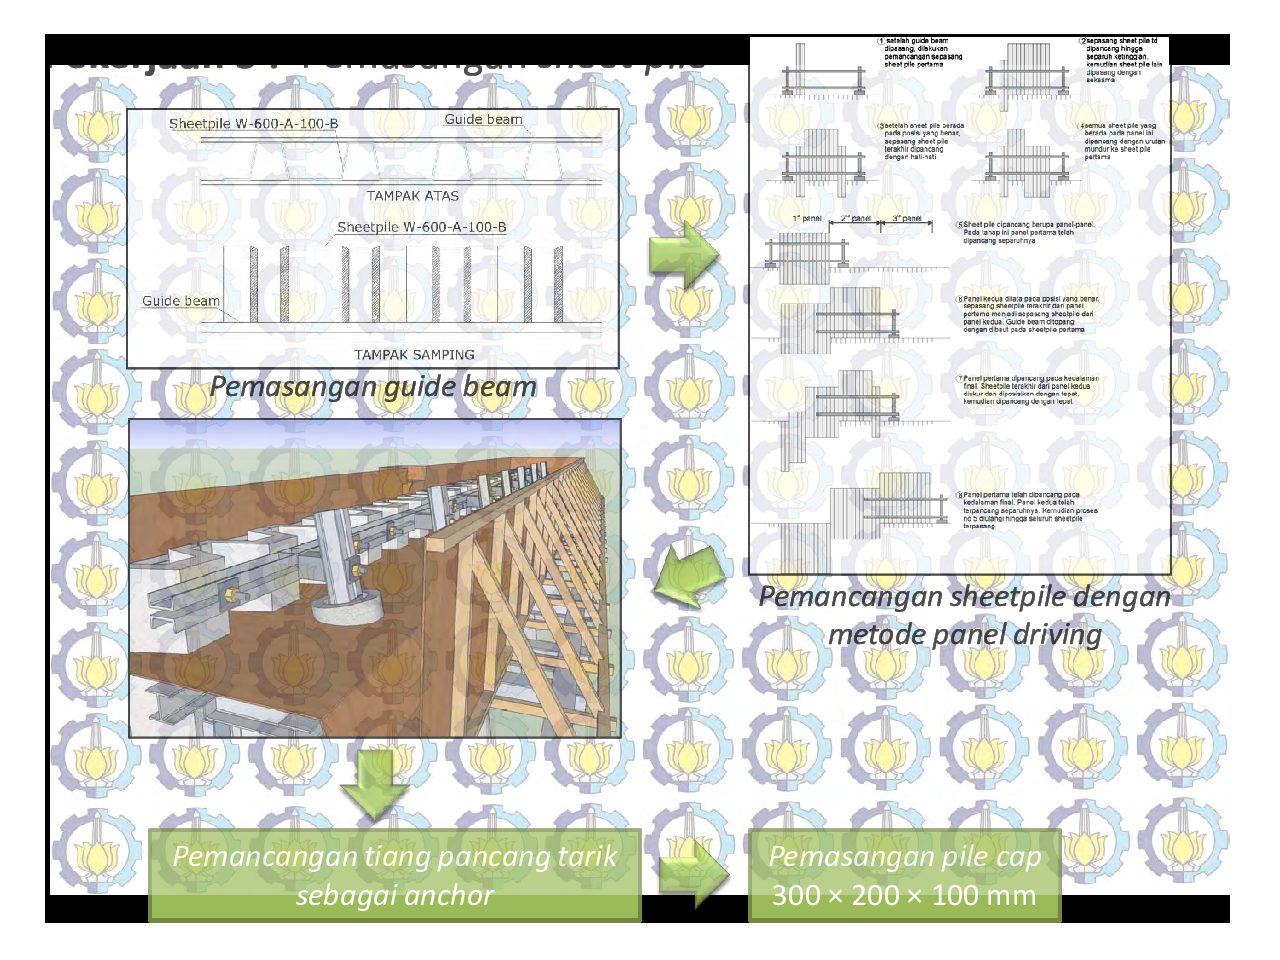 Pemasangan sheet pile
Sheetpile W-600-A-100-B
Guide beam
TAMPAK ATAS
Sheetpile W-600-A-100-B
Guide beam
TAMPAK SAMPING
Pemasangan guide beam
1 setelah guide beam
dipasang, dilakukan
pemancangan sepasang
sheet pile pertama
2 sepasang sheet pile td
dipancang hingga
separuh ketinggian,
kemudian sheet pile lain
dipasang dengan
seksama
3 setelah sheet pile berada
pada posisi yang benar,
sepasang sheet pile
terakhir dipancang
dengan hati-hati
4 semua sheet pile yang
berada pada panel ini
dipancang dengan urutan
mundur ke sheet pile
pertama
1st panel 2nd panel 3rd panel
5 Sheet pile dipancang berupa panel-panel.
Pada tahap ini panel pertama telah
dipancang separuhnya
6 Panel kedua ditata pada posisi yang benar,
sepasang sheetpile terakhir dari panel
pertama menjadi sepasang sheetpile dari
panel kedua. Guide beam ditopang
dengan dibaut pada sheetpile pertama
7 Panel pertama dipancang pada kedalaman
final. Sheetpile terakhir dari panel kedua
diukur dan diposisikan dengan tepat,
kemudian dipancang dengan tepat
8 Panel pertama telah dipancang pada
kedalaman final. Panel kedua telah
terpancang separuhnya. Kemudian proses
no 5 diulangi hingga seluruh sheetpile
terpasang
Pemancangan sheetpile dengan
metode panel driving
Pemancangan tiang pancang tarik
sebagai anchor
Pemasangan pile cap
300 × 200 × 100 mm